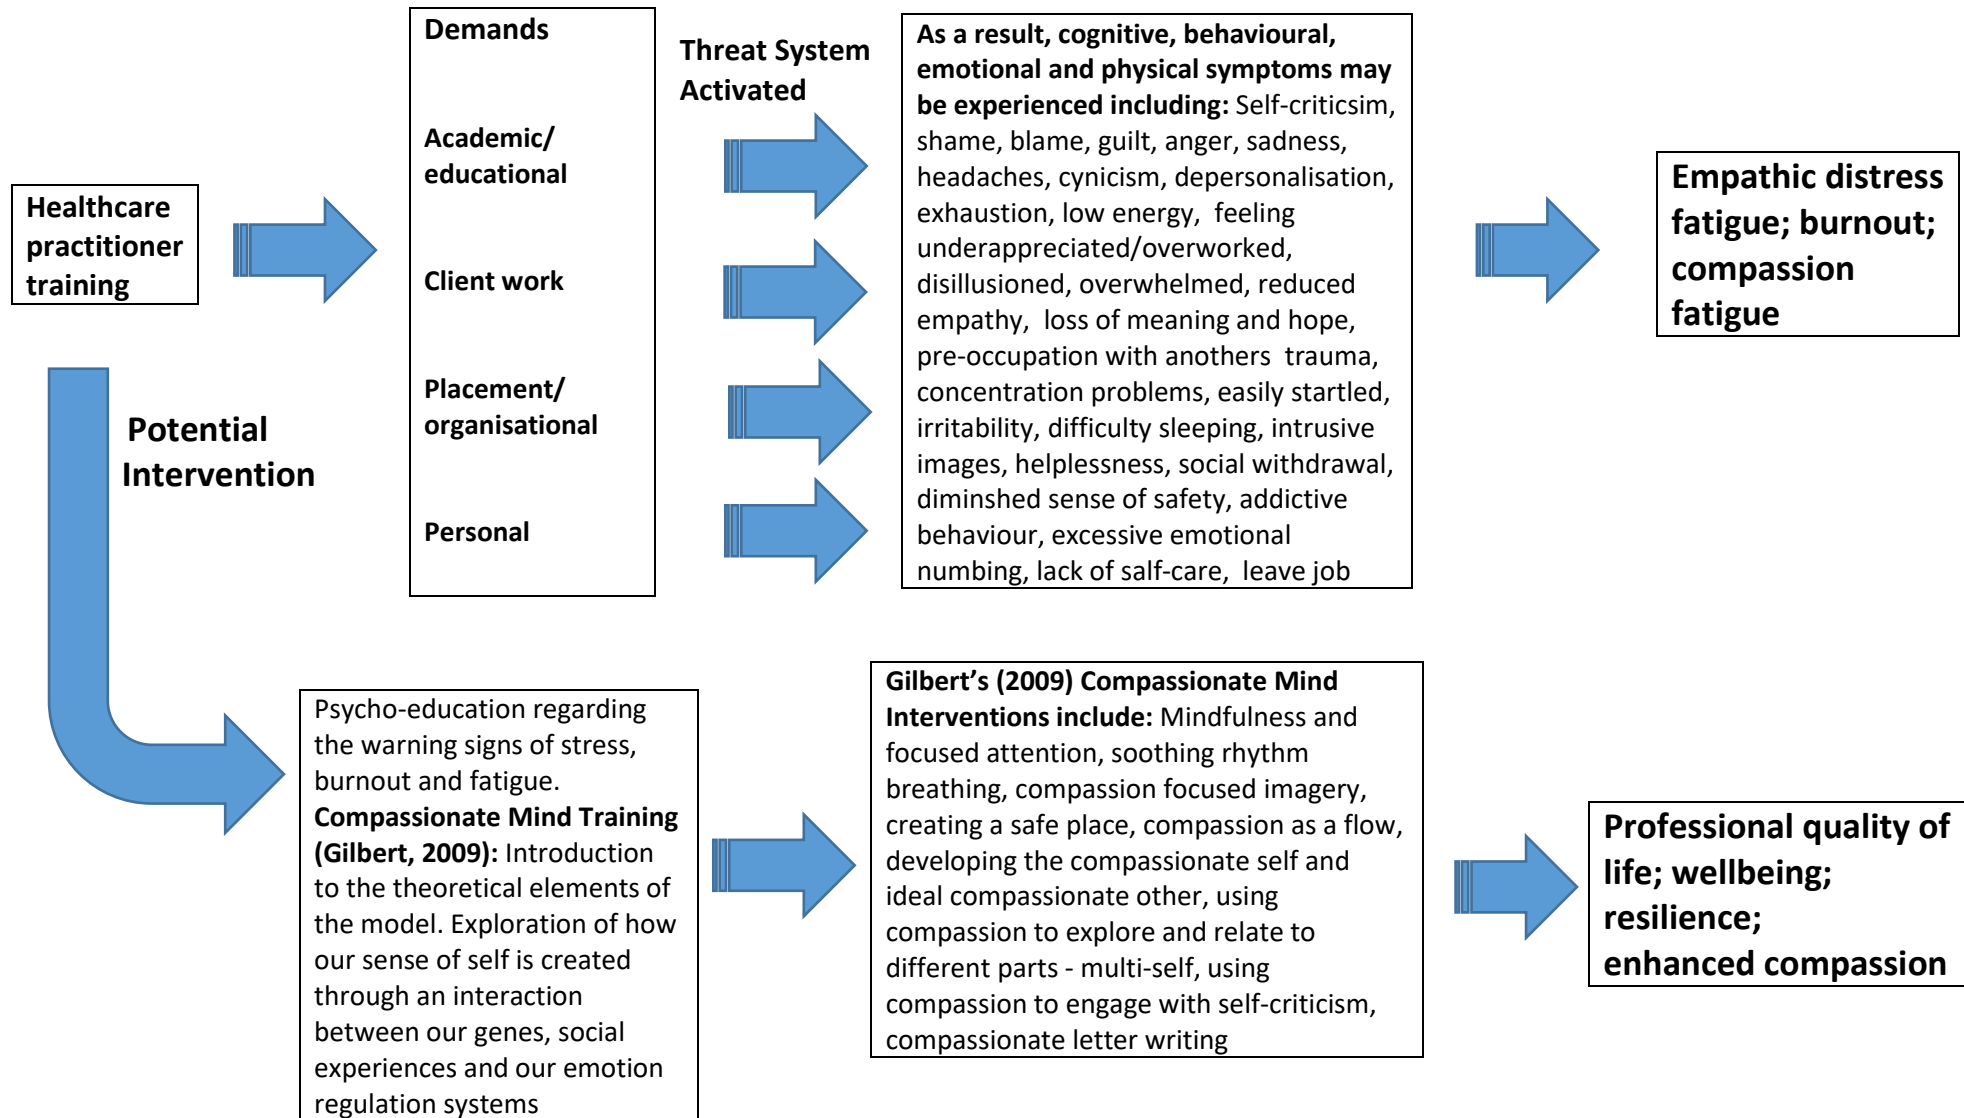 Healthcare
practitioner
training
Demands
Academic/
educational
Client work
Placement/
organisational
Personal
Threat System
Activated
As a result, cognitive, behavioural,
emotional and physical symptoms may
be experienced including: Self-criticsim,
shame, blame, guilt, anger, sadness,
headaches, cynicism, depersonalisation,
exhaustion, low energy, feeling
underappreciated/overworked,
disillusioned, overwhelmed, reduced
empathy, loss of meaning and hope,
pre-occupation with anothers trauma,
concentration problems, easily startled,
irritability, difficulty sleeping, intrusive
images, helplessness, social withdrawal,
diminshed sense of safety, addictive
behaviour, excessive emotional
numbing, lack of salf-care, leave job
Empathic distress
fatigue; burnout;
compassion
fatigue
Potential
Intervention
Psycho-education regarding
the warning signs of stress,
burnout and fatigue.
Compassionate Mind Training
(Gilbert, 2009): Introduction
to the theoretical elements of
the model. Exploration of how
our sense of self is created
through an interaction
between our genes, social
experiences and our emotion
regulation systems
Gilbert’s (2009) Compassionate Mind
Interventions include: Mindfulness and
focused attention, soothing rhythm
breathing, compassion focused imagery,
creating a safe place, compassion as a flow,
developing the compassionate self and
ideal compassionate other, using
compassion to explore and relate to
different parts - multi-self, using
compassion to engage with self-criticism,
compassionate letter writing
Professional quality of
life; wellbeing;
resilience;
enhanced compassion